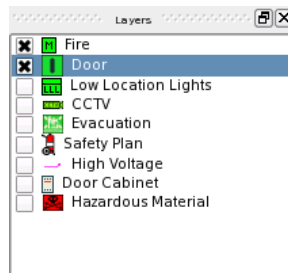 Layers
Fire
Door
Low Location Lights
CCTV
Evacuation
Safety Plan
High Voltage
Door Cabinet
Hazardous Material